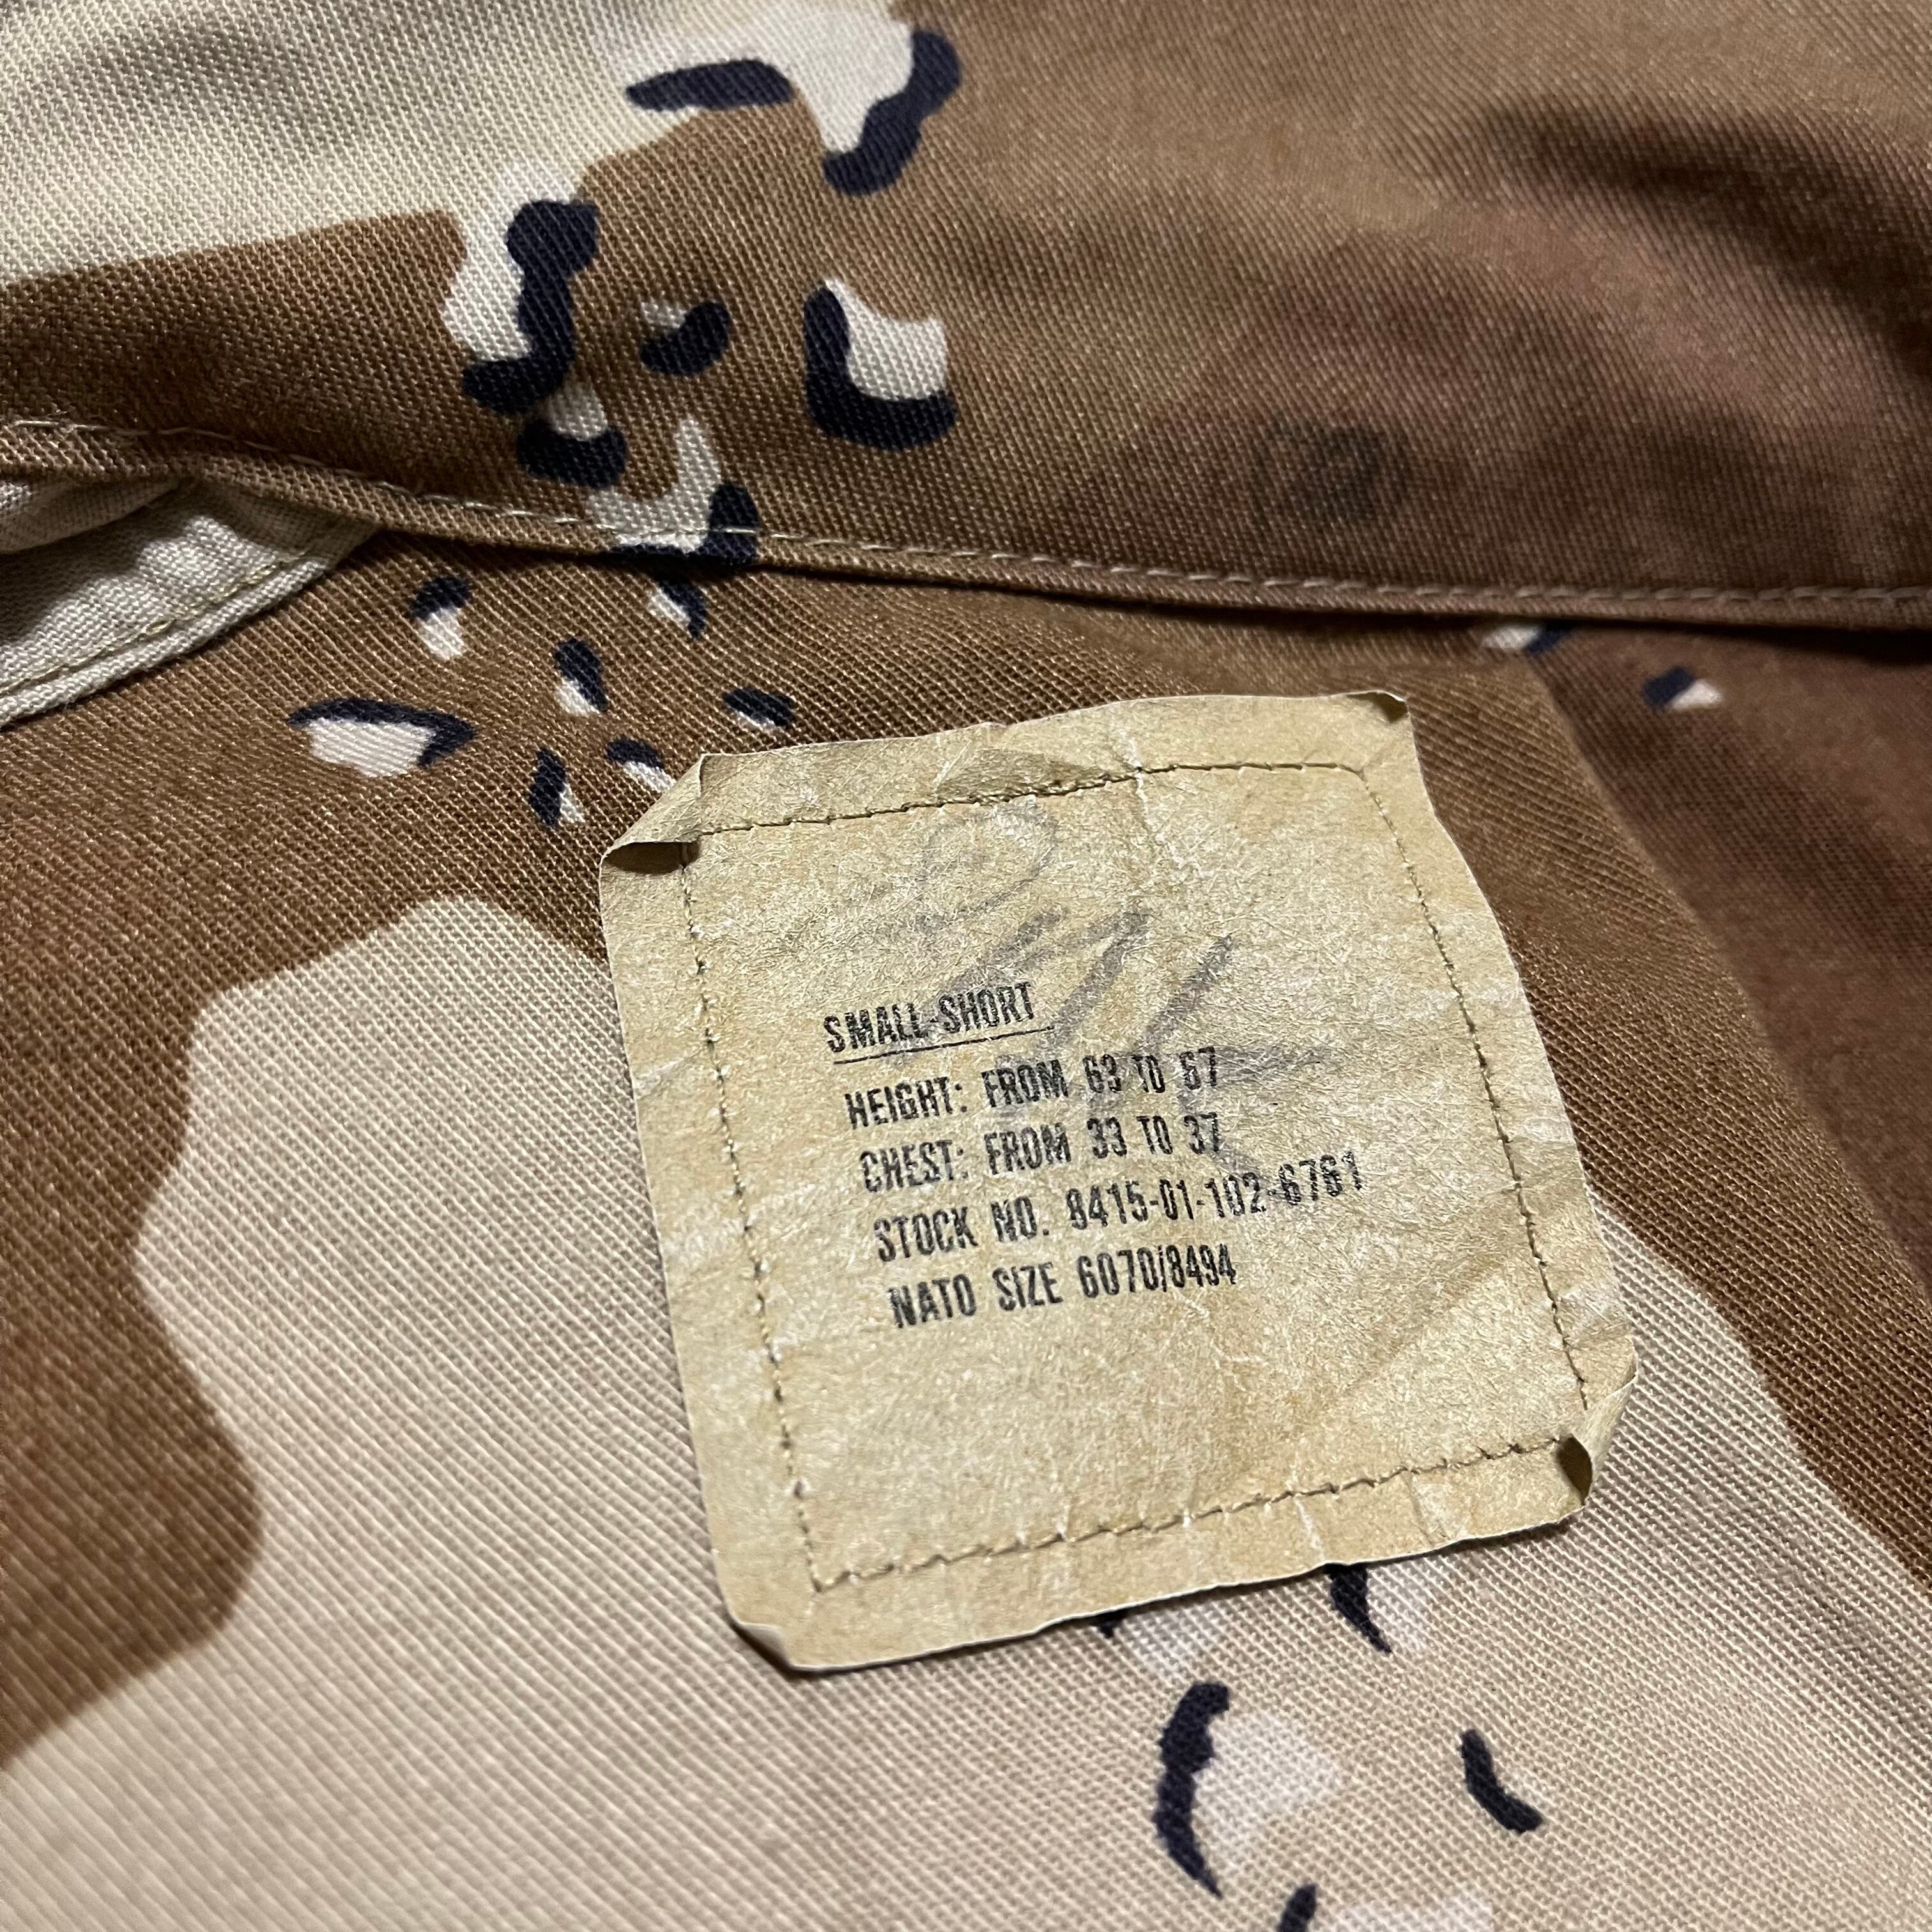 SMALL-SHORT
HEIGHT: FROM 63 TO 67
CHEST: FROM 33 TO 37
STOCK NO. 8415-01-102-6761
NATO SIZE 6070/8494